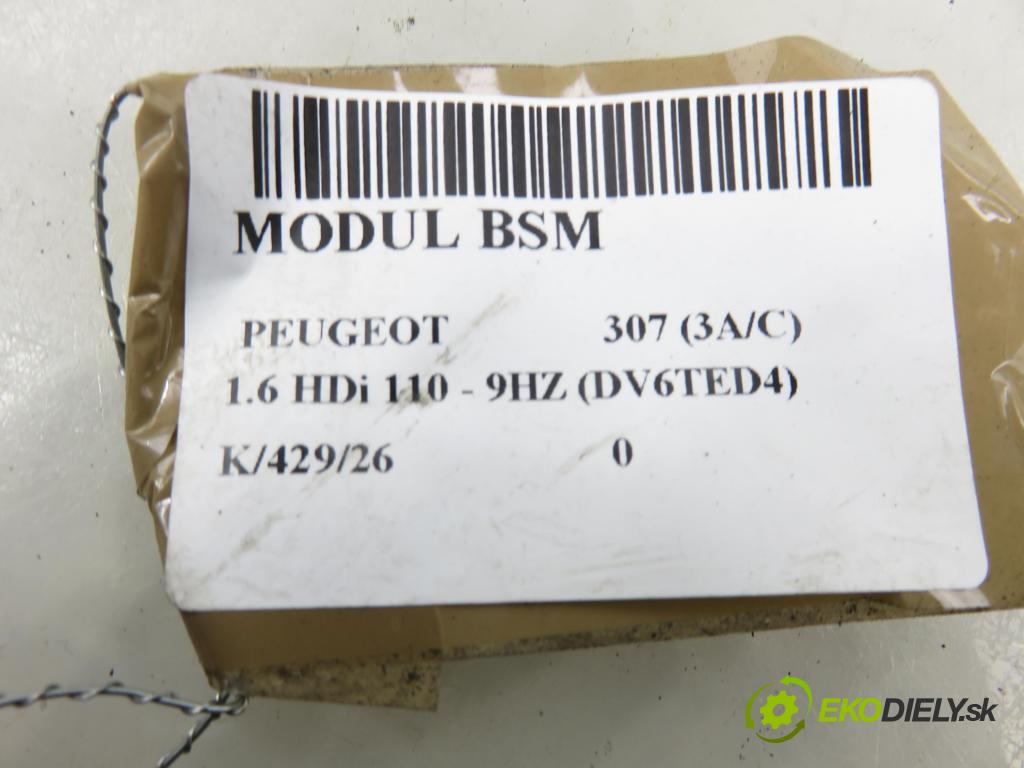 MODUL BSM
PEUGEOT 307 (3A/C)
1.6 HDi 110 - 9HZ (DV6TED4)
K/429/26 0
EKODIELY.sk